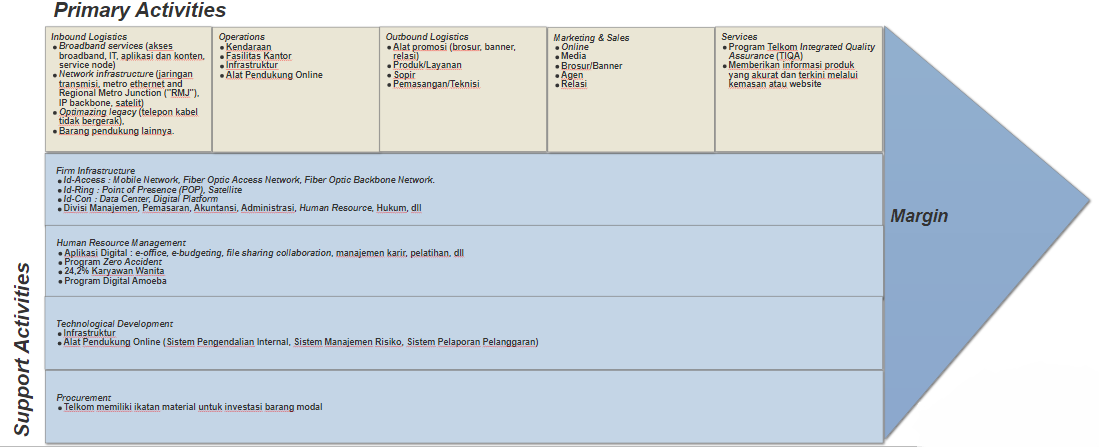 Primary Activities
Inbound Logistics
• Broadband services (akses
broadband, IT, aplikasi dan konten,
service node)
• Network infrastructure (jaringan
transmisi, metro ethernet and
Regional Metro Junction ("RMJ"),
IP backbone, satelit)
• Optimazing legacy (telepon kabel
tidak bergerak),
• Barang pendukung lainnya.
Operations
• Kendaraan
• Fasilitas Kantor
• Infrastruktur
• Alat Pendukung Online
Outbound Logistics
• Alat promosi (brosur, banner,
relasi)
• Produk/Layanan
• Sopir
• Pemasangan/Teknisi
Marketing & Sales
• Online
• Media
• Brosur/Banner
• Agen
• Relasi
Services
• Program Telkom Integrated Quality
Assurance (TIQA)
• Memberikan informasi produk
yang akurat dan terkini melalui
kemasan atau website
Firm Infrastructure
• Id-Access : Mobile Network, Fiber Optic Access Network, Fiber Optic Backbone Network.
• Id-Ring : Point of Presence (POP), Satellite
• Id-Con : Data Center, Digital Platform
• Divisi Manajemen, Pemasaran, Akuntansi, Administrasi, Human Resource, Hukum, dll
Human Resource Management
• Aplikasi Digital : e-office, e-budgeting, file sharing collaboration, manajemen karir, pelatihan, dll
• Program Zero Accident
• 24,2% Karyawan Wanita
• Program Digital Amoeba
Technological Development
• Infrastruktur
• Alat Pendukung Online (Sistem Pengendalian Internal, Sistem Manajemen Risiko, Sistem Pelaporan Pelanggaran)
Procurement
• Telkom memiliki ikatan material untuk investasi barang modal
Support Activities
Margin